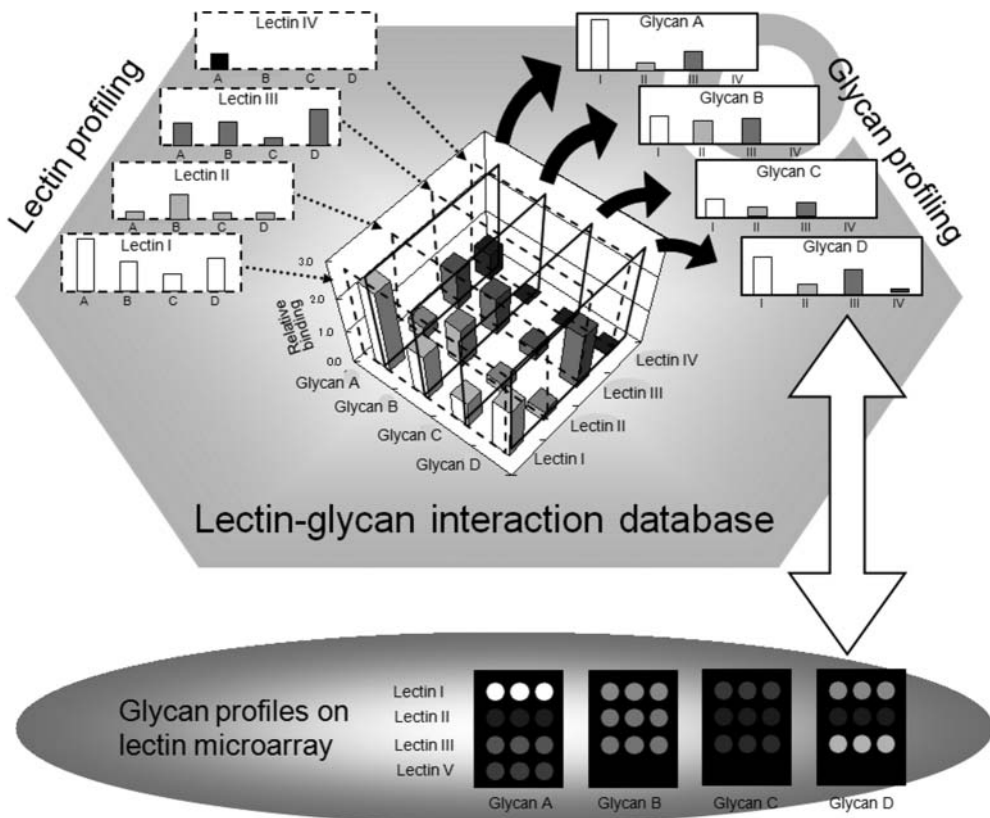 Lectin profiling
Lectin IV
A B C D
Lectin III
A B C D
Lectin II
A B C D
Lectin I
A B C D
Glycan profiling
Glycan A
I II III IV
Glycan B
I II III IV
Glycan C
I II III IV
Glycan D
I II III IV
Relative
binding
3.0
2.0
1.0
0.0
Glycan A
Glycan B
Glycan C
Glycan D
Lectin IV
Lectin III
Lectin II
Lectin I
Lectin-glycan interaction database
Glycan profiles on
lectin microarray
Lectin I
Lectin II
Lectin III
Lectin V
Glycan A Glycan B Glycan C Glycan D